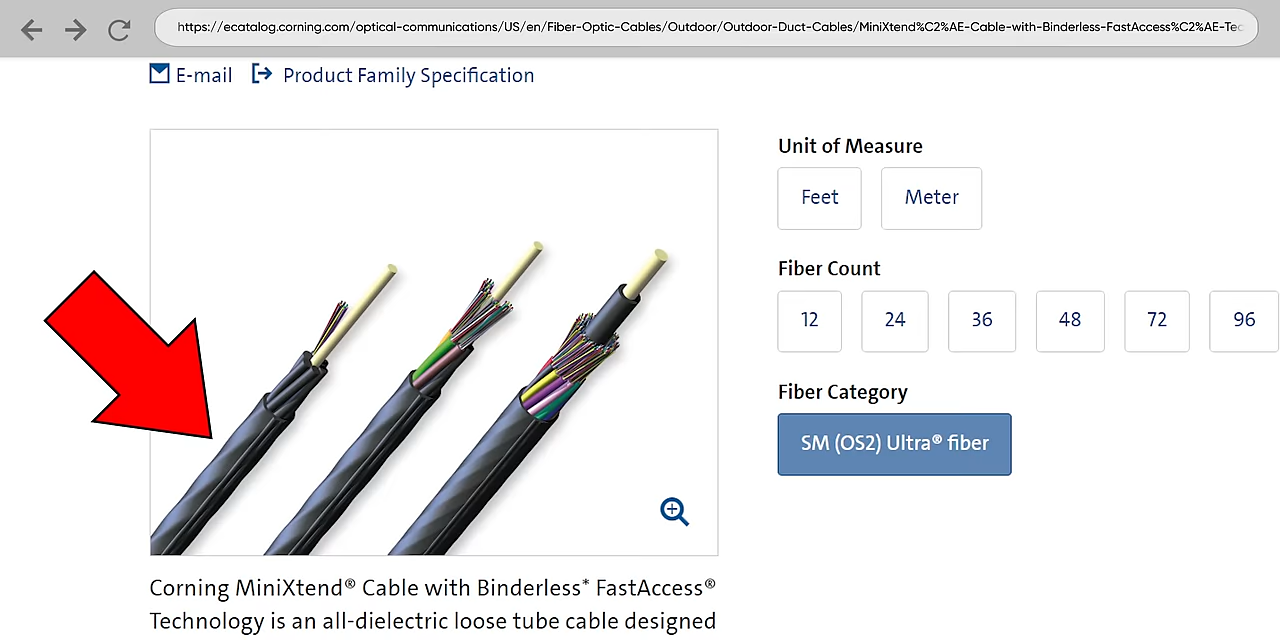 https://ecatalog.corning.com/optical-communications/US/en/Fiber-Optic-Cables/Outdoor/Outdoor-Duct-Cables/MiniXtend%C2%AE-Cable-with-Binderless-FastAccess%C2%AE-Tec
E-mail Product Family Specification
Unit of Measure
Feet Meter
Fiber Count
12 24 36 48 72 96
Fiber Category
SM (OS2) Ultra® fiber
Corning MiniXtend® Cable with Binderless* FastAccess®
Technology is an all-dielectric loose tube cable designed